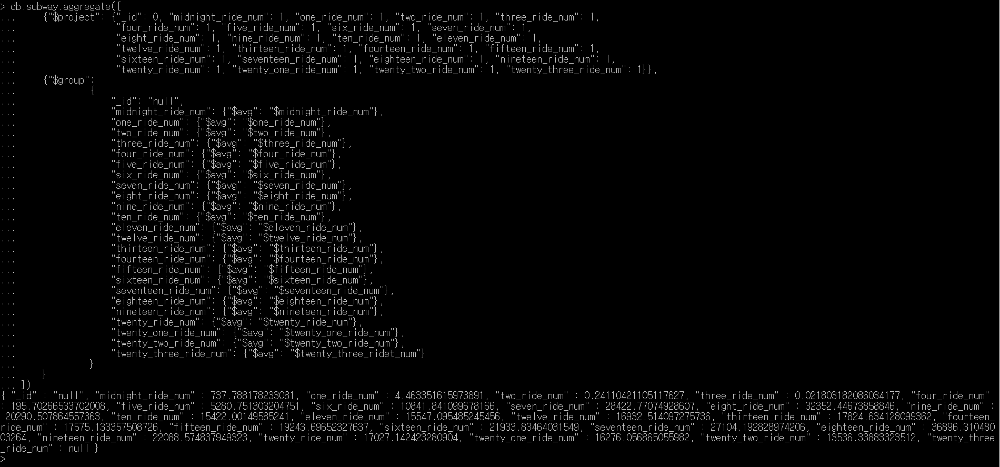 > db.subway.aggregate([
...     {"$project": {"_id": 0, "midnight_ride_num": 1, "one_ride_num": 1, "two_ride_num": 1, "three_ride_num": 1,
...                   "four_ride_num": 1, "five_ride_num": 1, "six_ride_num": 1, "seven_ride_num": 1,
...                   "eight_ride_num": 1, "nine_ride_num": 1, "ten_ride_num": 1, "eleven_ride_num": 1,
...                   "twelve_ride_num": 1, "thirteen_ride_num": 1, "fourteen_ride_num": 1, "fifteen_ride_num": 1,
...                   "sixteen_ride_num": 1, "seventeen_ride_num": 1, "eighteen_ride_num": 1, "nineteen_ride_num": 1,
...                   "twenty_ride_num": 1, "twenty_one_ride_num": 1, "twenty_two_ride_num": 1, "twenty_three_ride_num": 1}},
...     {"$group":
...              {
...                  "_id": "null",
...                  "midnight_ride_num": {"$avg": "$midnight_ride_num"},
...                  "one_ride_num": {"$avg": "$one_ride_num"},
...                  "two_ride_num": {"$avg": "$two_ride_num"},
...                  "three_ride_num": {"$avg": "$three_ride_num"},
...                  "four_ride_num": {"$avg": "$four_ride_num"},
...                  "five_ride_num": {"$avg": "$five_ride_num"},
...                  "six_ride_num": {"$avg": "$six_ride_num"},
...                  "seven_ride_num": {"$avg": "$seven_ride_num"},
...                  "eight_ride_num": {"$avg": "$eight_ride_num"},
...                  "nine_ride_num": {"$avg": "$nine_ride_num"},
...                  "ten_ride_num": {"$avg": "$ten_ride_num"},
...                  "eleven_ride_num": {"$avg": "$eleven_ride_num"},
...                  "twelve_ride_num": {"$avg": "$twelve_ride_num"},
...                  "thirteen_ride_num": {"$avg": "$thirteen_ride_num"},
...                  "fourteen_ride_num": {"$avg": "$fourteen_ride_num"},
...                  "fifteen_ride_num": {"$avg": "$fifteen_ride_num"},
...                  "sixteen_ride_num": {"$avg": "$sixteen_ride_num"},
...                  "seventeen_ride_num": {"$avg": "$seventeen_ride_num"},
...                  "eighteen_ride_num": {"$avg": "$eighteen_ride_num"},
...                  "nineteen_ride_num": {"$avg": "$nineteen_ride_num"},
...                  "twenty_ride_num": {"$avg": "$twenty_ride_num"},
...                  "twenty_one_ride_num": {"$avg": "$twenty_one_ride_num"},
...                  "twenty_two_ride_num": {"$avg": "$twenty_two_ride_num"},
...                  "twenty_three_ride_num": {"$avg": "$twenty_three_ridet_num"}
...              }
...     }
... ])
{ "_id" : "null", "midnight_ride_num" : 737.788178233081, "one_ride_num" : 4.463351615973891, "two_ride_num" : 0.24110421105117627, "three_ride_num" : 0.021803182086034177, "four_ride_num"
: 195.70266533702008, "five_ride_num" : 5280.751303204751, "six_ride_num" : 10841.841099678166, "seven_ride_num" : 28422.77074928607, "eight_ride_num" : 32352.44673858846, "nine_ride_num" :
20290.507864557363, "ten_ride_num" : 15422.00149585241, "eleven_ride_num" : 15547.095485245456, "twelve_ride_num" : 16932.514097275736, "thirteen_ride_num" : 17824.634128099362, "fourteen_
ride_num" : 17575.133357508726, "fifteen_ride_num" : 19243.69652327637, "sixteen_ride_num" : 21933.83464031549, "seventeen_ride_num" : 27104.192828974206, "eighteen_ride_num" : 36896.310480
03264, "nineteen_ride_num" : 22088.574837949323, "twenty_ride_num" : 17027.142423280904, "twenty_one_ride_num" : 16276.056865055982, "twenty_two_ride_num" : 13536.33883323512, "twenty_three
_ride_num" : null }
>